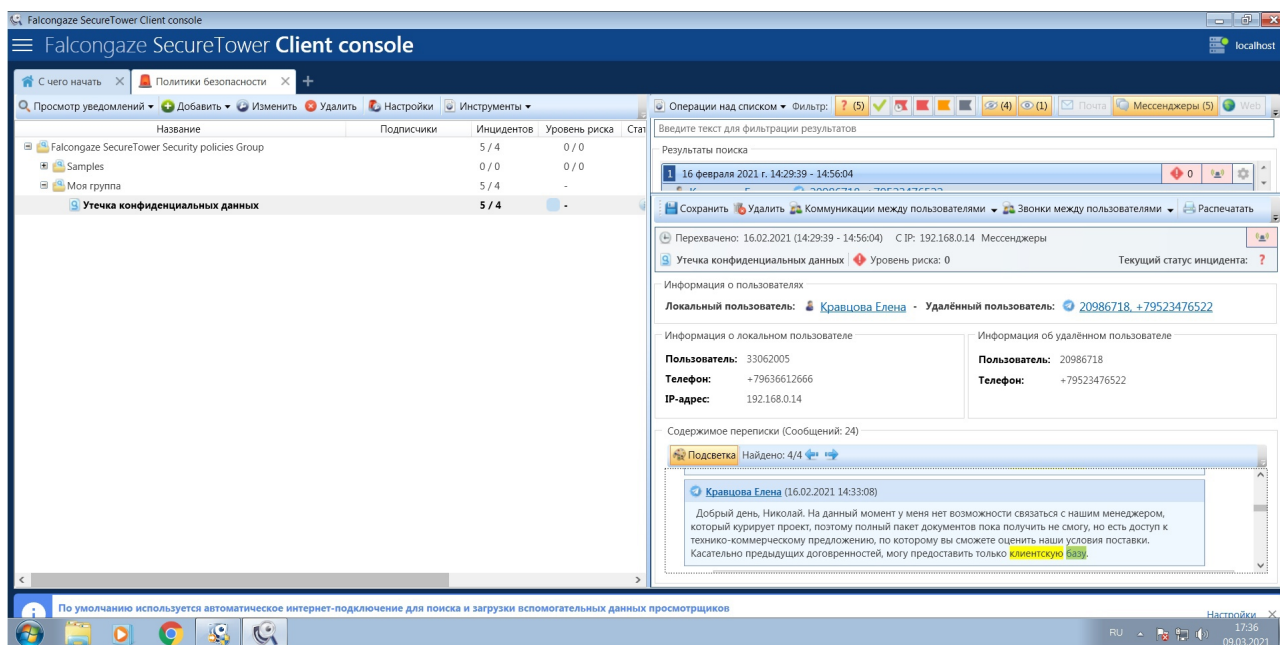 Falcongaze SecureTower Client console
Falcongaze SecureTower Client console
localhost
С чего начать
Политики безопасности
Просмотр уведомлений Добавить Изменить Удалить Настройки Инструменты
Название Подписчики Инцидентов Уровень риска Стат
Falcongaze SecureTower Security policies Group 5 / 4 0 / 0
Samples 0 / 0 0 / 0
Моя группа 5 / 4 -
Утечка конфиденциальных данных 5 / 4 -
Операции над списком Фильтр: ? (5) (4) (1) Почта Мессенджеры (5) Web
Введите текст для фильтрации результатов
Результаты поиска
1 16 февраля 2021 г. 14:29:39 - 14:56:04 0
20986718, +79523476522
Сохранить Удалить Коммуникации между пользователями Звонки между пользователями Распечатать
Перехвачено: 16.02.2021 (14:29:39 - 14:56:04) С IP: 192.168.0.14 Мессенджеры
Утечка конфиденциальных данных Уровень риска: 0 Текущий статус инцидента: ?
Информация о пользователях
Локальный пользователь: Кравцова Елена - Удалённый пользователь: 20986718, +79523476522
Информация о локальном пользователе
Пользователь: 33062005
Телефон: +79636612666
IP-адрес: 192.168.0.14
Информация об удалённом пользователе
Пользователь: 20986718
Телефон: +79523476522
Содержимое переписки (Сообщений: 24)
Подсветка Найдено: 4/4
Кравцова Елена (16.02.2021 14:33:08)
Добрый день, Николай. На данный момент у меня нет возможности связаться с нашим менеджером,
который курирует проект, поэтому полный пакет документов пока получить не смогу, но есть доступ к
технико-коммерческому предложению, по которому вы сможете оценить наши условия поставки.
Касательно предыдущих договренностей, могу предоставить только клиентскую базу.
По умолчанию используется автоматическое интернет-подключение для поиска и загрузки вспомогательных данных просмотрщиков
Настройки
RU
17:36
09.03.2021